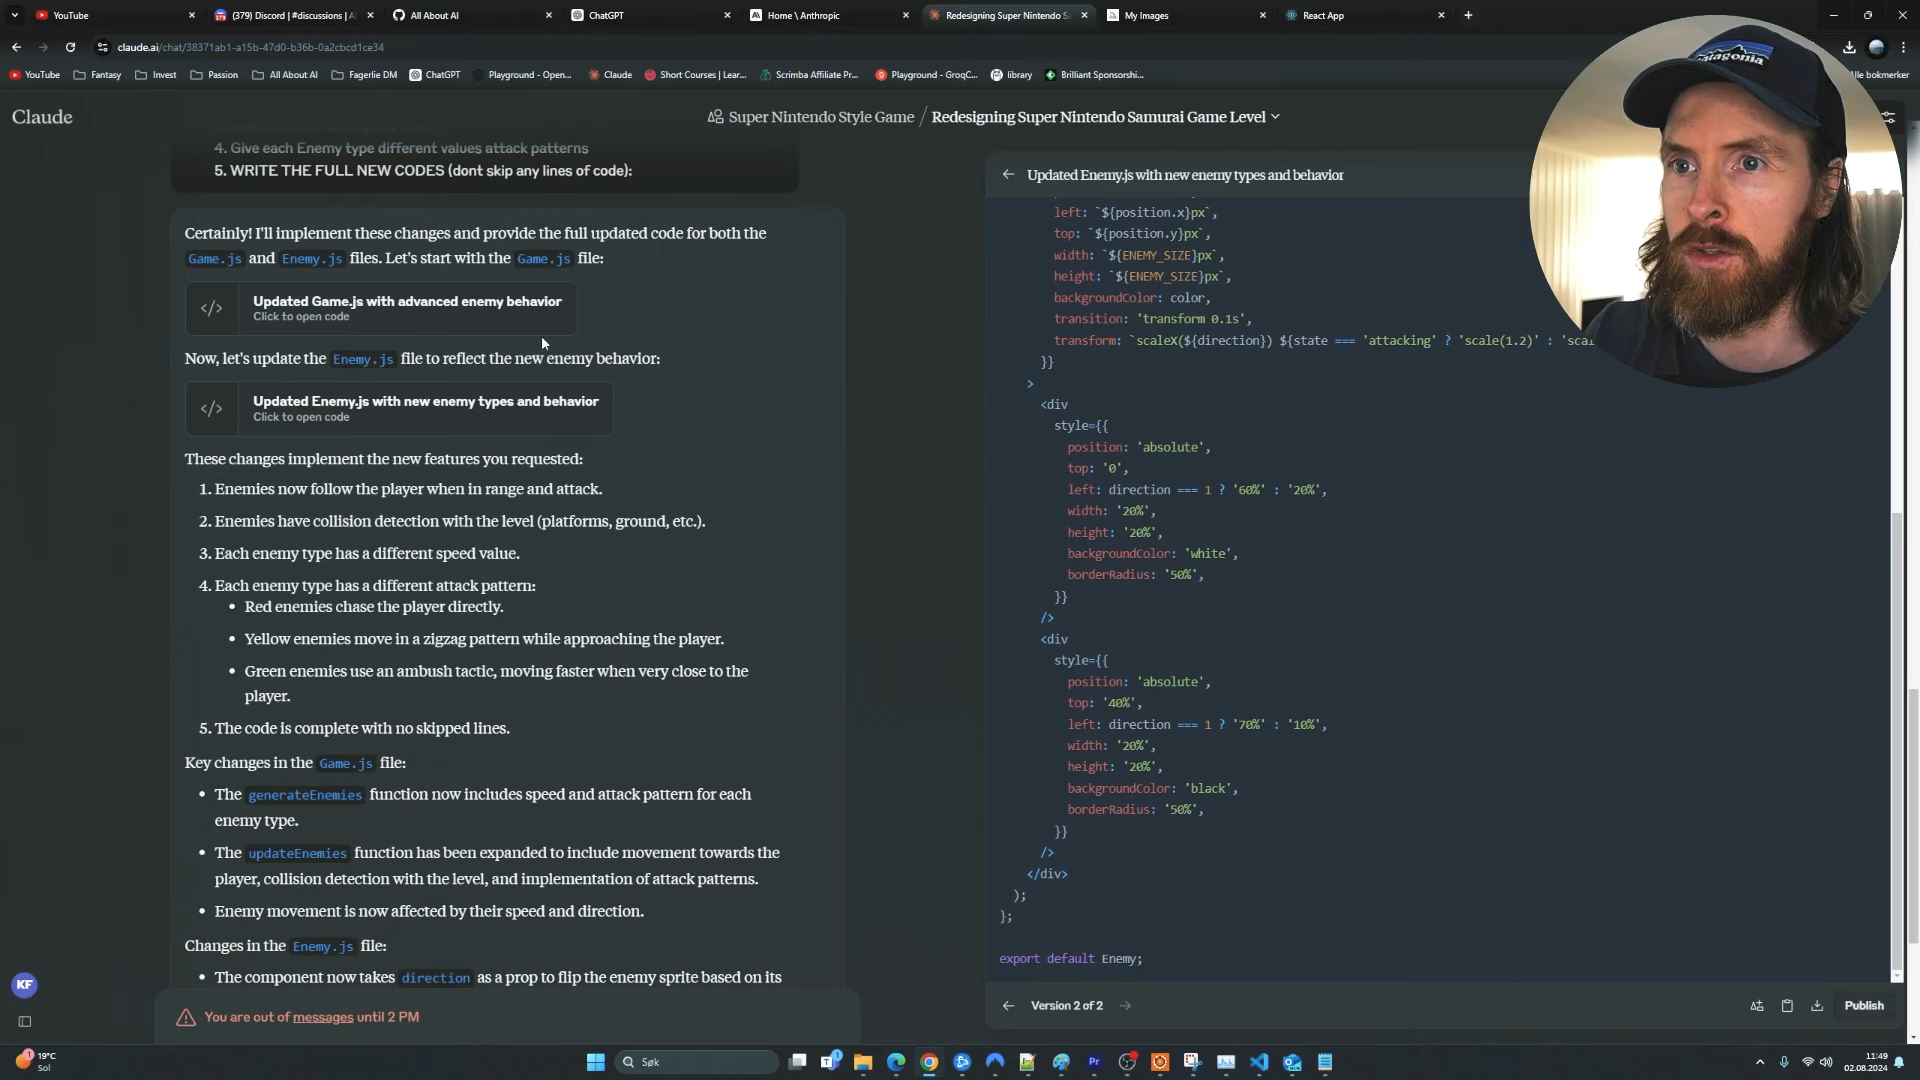 YouTube
(379) Discord | #discussions | A
All About AI
ChatGPT
Home \ Anthropic
Redesigning Super Nintendo Sa
My Images
React App
claude.ai/chat/38371ab1-a15b-47d0-b36b-0a2cbcd1ce34
YouTube
Fantasy
Invest
Passion
All About AI
Fagerlie DM
ChatGPT
Playground - Open...
Claude
Short Courses | Lear...
Scrimba Affiliate Pr...
Playground - GroqC...
library
Brilliant Sponsorshi...
Alle bokmerker
patagonia
Claude
Super Nintendo Style Game / Redesigning Super Nintendo Samurai Game Level
4. Give each Enemy type different values attack patterns
5. WRITE THE FULL NEW CODES (dont skip any lines of code):
Certainly! I'll implement these changes and provide the full updated code for both the
Game.js and Enemy.js files. Let's start with the Game.js file:
</>
Updated Game.js with advanced enemy behavior
Click to open code
Now, let's update the Enemy.js file to reflect the new enemy behavior:
</>
Updated Enemy.js with new enemy types and behavior
Click to open code
These changes implement the new features you requested:
1. Enemies now follow the player when in range and attack.
2. Enemies have collision detection with the level (platforms, ground, etc.).
3. Each enemy type has a different speed value.
4. Each enemy type has a different attack pattern:
• Red enemies chase the player directly.
• Yellow enemies move in a zigzag pattern while approaching the player.
• Green enemies use an ambush tactic, moving faster when very close to the
player.
5. The code is complete with no skipped lines.
Key changes in the Game.js file:
• The generateEnemies function now includes speed and attack pattern for each
enemy type.
• The updateEnemies function has been expanded to include movement towards the
player, collision detection with the level, and implementation of attack patterns.
• Enemy movement is now affected by their speed and direction.
Changes in the Enemy.js file:
• The component now takes direction as a prop to flip the enemy sprite based on its
KF
You are out of messages until 2 PM
Updated Enemy.js with new enemy types and behavior
left: `${position.x}px`,
top: `${position.y}px`,
width: `${ENEMY_SIZE}px`,
height: `${ENEMY_SIZE}px`,
backgroundColor: color,
transition: 'transform 0.1s',
transform: `scaleX(${direction}) ${state === 'attacking' ? 'scale(1.2)' : 'scal
}}
>
<div
style={{
position: 'absolute',
top: '0',
left: direction === 1 ? '60%' : '20%',
width: '20%',
height: '20%',
backgroundColor: 'white',
borderRadius: '50%',
}}
/>
<div
style={{
position: 'absolute',
top: '40%',
left: direction === 1 ? '70%' : '10%',
width: '20%',
height: '20%',
backgroundColor: 'black',
borderRadius: '50%',
}}
/>
</div>
);
};
export default Enemy;
Version 2 of 2
Publish
19°C
Sol
Søk
11:49
02.08.2024